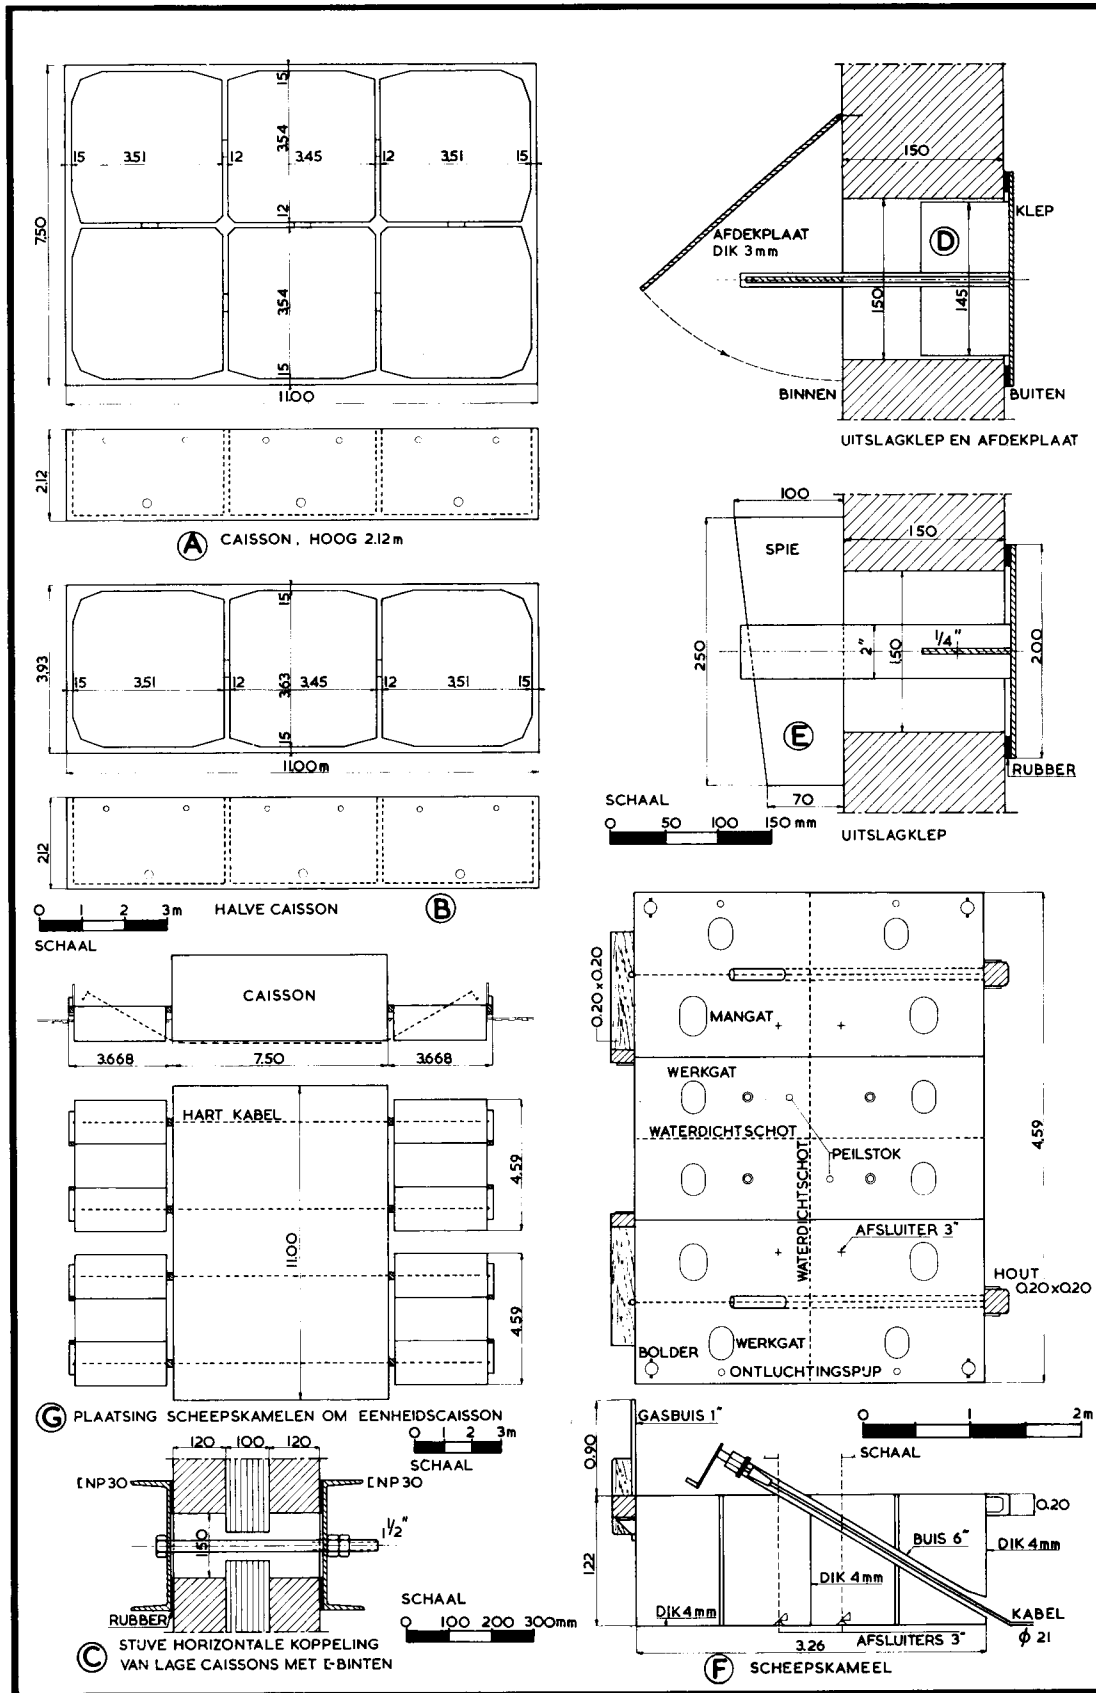 15
3.54
15 3.51 12 3.45 12 3.51 15
12
7.50
3.54
15
11.00
2.12
A CAISSON, HOOG 2.12m
15
3.93
15 3.51 12 3.63 3.45 12 3.51 15
15
11.00m
2.12
0 1 2 3m
HALVE CAISSON B
SCHAAL
CAISSON
3.668 7.50 3.668
HART KABEL
4.59
11.00
4.59
G PLAATSING SCHEEPSKAMELEN OM EENHEIDSCAISSON
0 1 2 3m
SCHAAL
120 100 120
[NP30 [NP30
150
1 1/2"
RUBBER
SCHAAL
0 100 200 300mm
C STUVE HORIZONTALE KOPPELING
VAN LAGE CAISSONS MET [-BINTEN
150
KLEP
D
AFDEKPLAAT
DIK 3mm
150
145
BINNEN BUITEN
UITSLAGKLEP EN AFDEKPLAAT
100
150
SPIE
250
2"
150
1/4"
200
E
RUBBER
70
SCHAAL
0 50 100 150 mm
UITSLAGKLEP
0.20x0.20
MANGAT
WERKGAT
WATERDICHTSCHOT
PEILSTOK
WATERDICHTSCHOT
4.59
AFSLUITER 3"
HOUT
0.20x0.20
BOLDER WERKGAT
ONTLUCHTINGSPIJP
GASBUIS 1"
0 1 2m
SCHAAL
0.90
0.20
BUIS 6"
DIK 4mm
1.22
DIK 4mm
DIK 4mm
KABEL
ϕ 21
AFSLUITERS 3"
3.26
F SCHEEPSKAMEEL